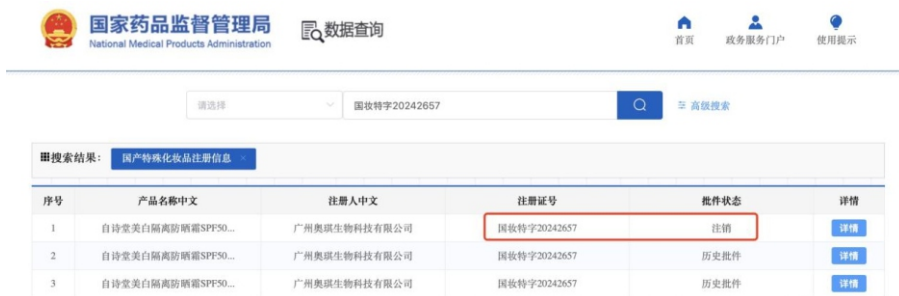 国家药品监督管理局
National Medical Products Administration
数据查询
首页 政务服务门户 使用提示
请选择 国妆特字20242657 高级搜索
搜索结果： 国产特殊化妆品注册信息 ×
序号 产品名称中文 注册人中文 注册证号 批件状态 详情
1 自诗堂美白隔离防晒霜SPF50... 广州奥琪生物科技有限公司 国妆特字20242657 注销 详情
2 自诗堂美白隔离防晒霜SPF50... 广州奥琪生物科技有限公司 国妆特字20242657 历史批件 详情
3 自诗堂美白隔离防晒霜SPF50... 广州奥琪生物科技有限公司 国妆特字20242657 历史批件 详情